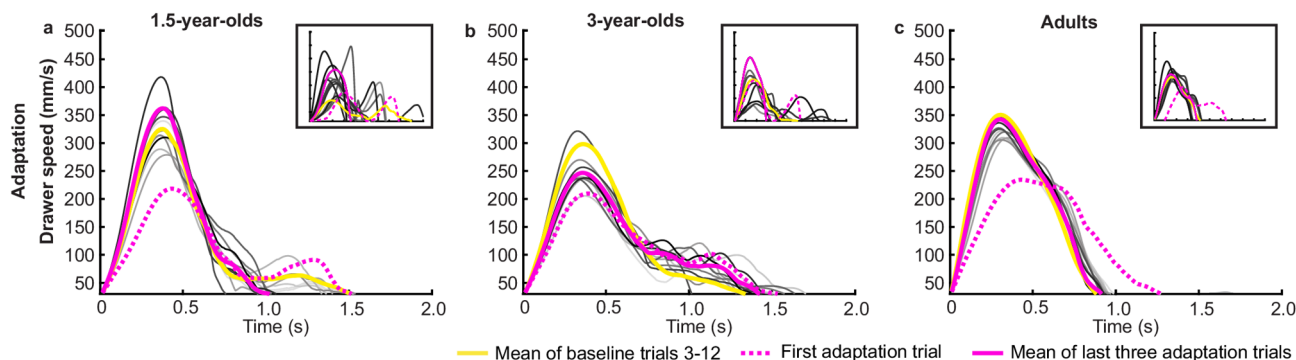 a 1.5-year-olds
b 3-year-olds
c Adults
Adaptation
Drawer speed (mm/s)
500
450
400
350
300
250
200
150
100
50
0 0.5 1.0 1.5 2.0
Time (s)
500
450
400
350
300
250
200
150
100
50
0 0.5 1.0 1.5 2.0
Time (s)
500
450
400
350
300
250
200
150
100
50
0 0.5 1.0 1.5 2.0
Time (s)
Mean of baseline trials 3-12 First adaptation trial Mean of last three adaptation trials